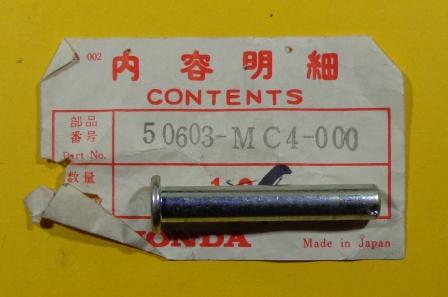 A 002
内容明細
CONTENTS
部品
番号
50603-MC4-000
Part No.
数量
HONDA
Made in Japan